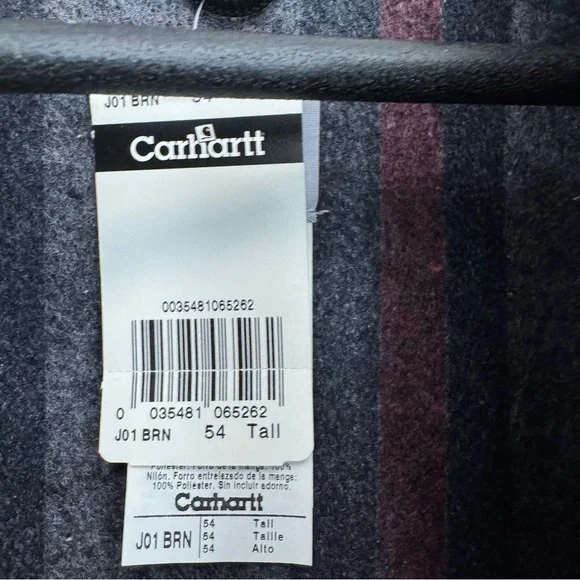 J01 BRN 54
Carhartt
0035481065262
0 035481 065262
J01 BRN 54 Tall
Poliester. Forro de la manga: 100%
Nilón. Forro entrelazado de la manga:
100% Poliester. Sin incluir adorno.
Carhartt
J01 BRN
54 Tall
54 Taille
54 Alto